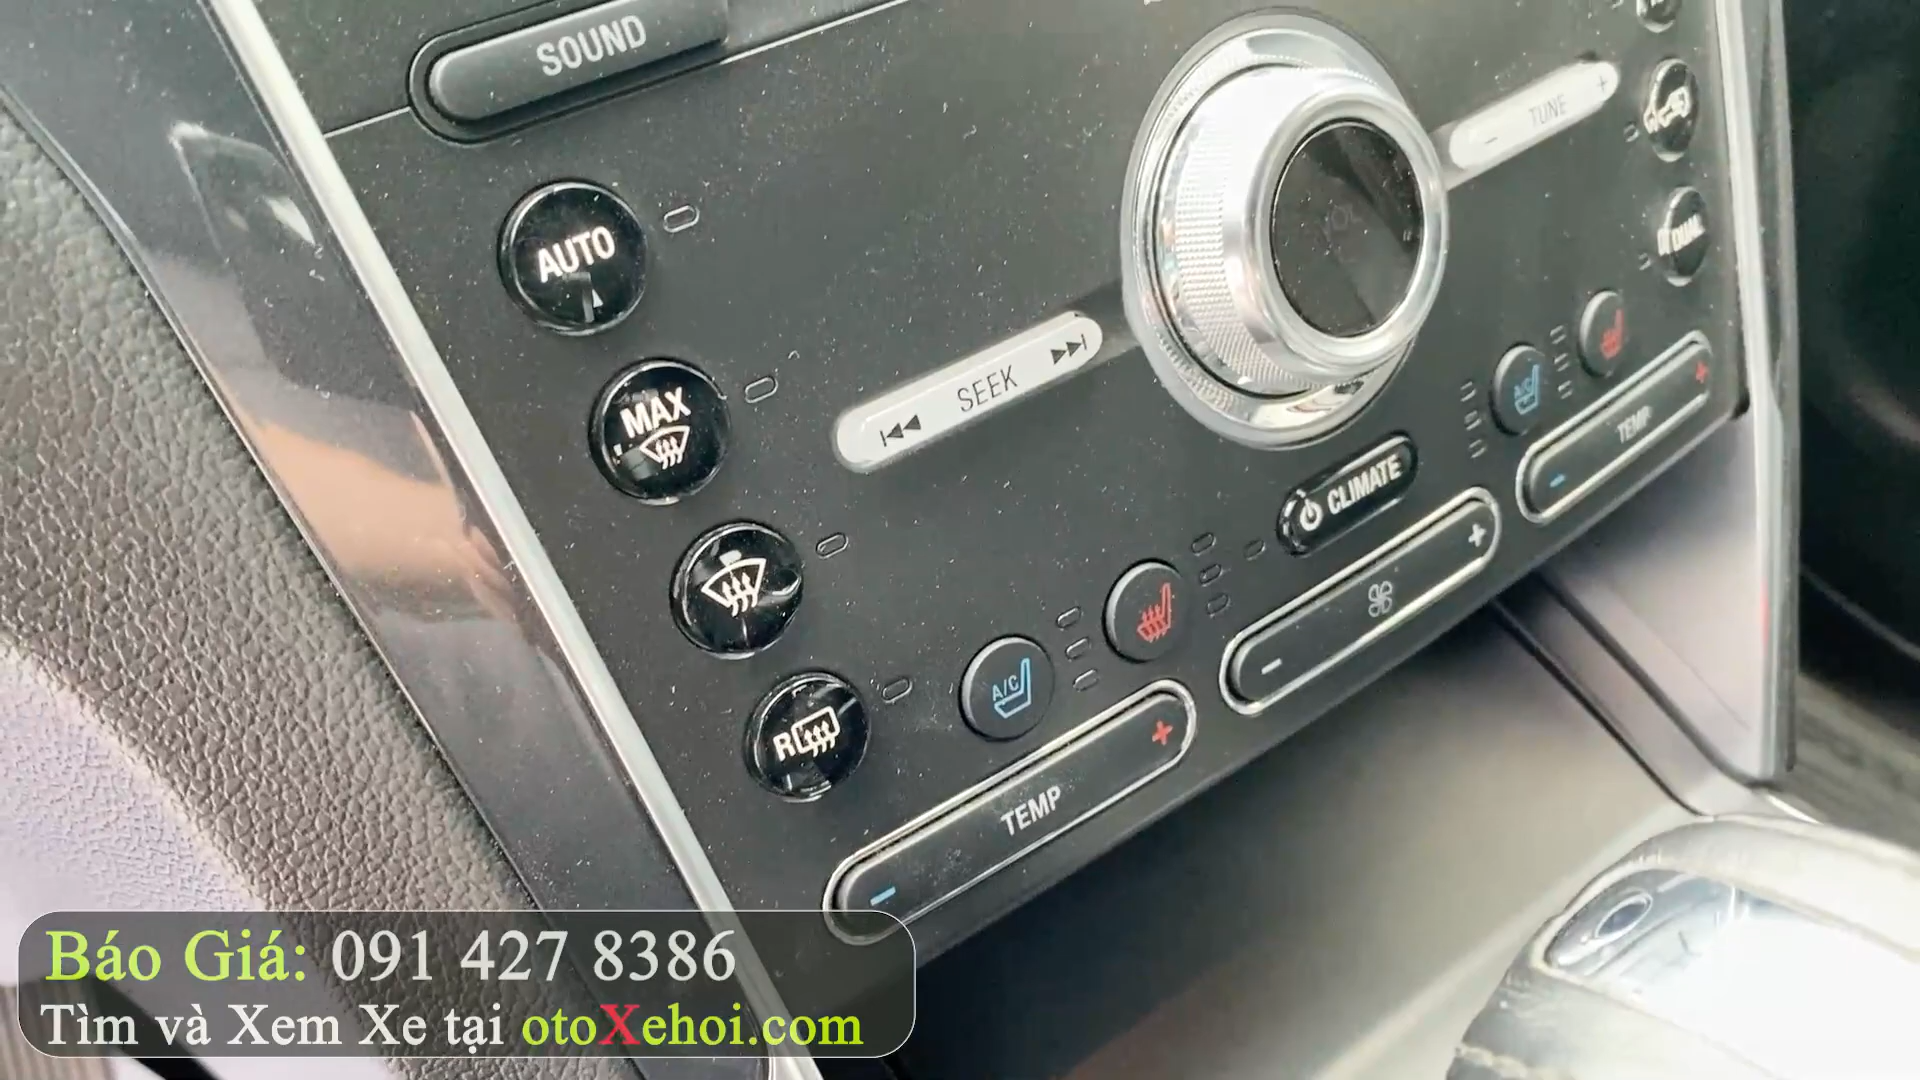 SOUND
- TUNE +
AUTO
DUAL
MAX
SEEK
CLIMATE
- TEMP +
A/C
A/C
R
- +
- TEMP +
Báo Giá: 091 427 8386
Tìm và Xem Xe tại otoXehoi.com